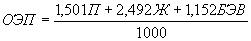 ОЭП = (1,501П + 2,492Ж + 1,152БЭВ) / 1000